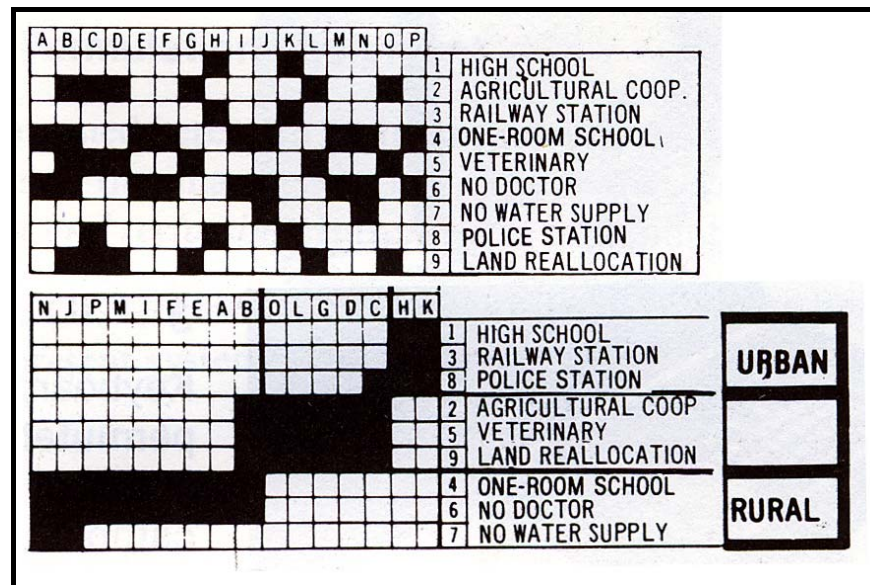 A B C D E F G H I J K L M N O P
1 HIGH SCHOOL
2 AGRICULTURAL COOP.
3 RAILWAY STATION
4 ONE-ROOM SCHOOL
5 VETERINARY
6 NO DOCTOR
7 NO WATER SUPPLY
8 POLICE STATION
9 LAND REALLOCATION
N J P M I F E A B O L G D C H K
1 HIGH SCHOOL
3 RAILWAY STATION
8 POLICE STATION
2 AGRICULTURAL COOP
5 VETERINARY
9 LAND REALLOCATION
4 ONE-ROOM SCHOOL
6 NO DOCTOR
7 NO WATER SUPPLY
URBAN
RURAL